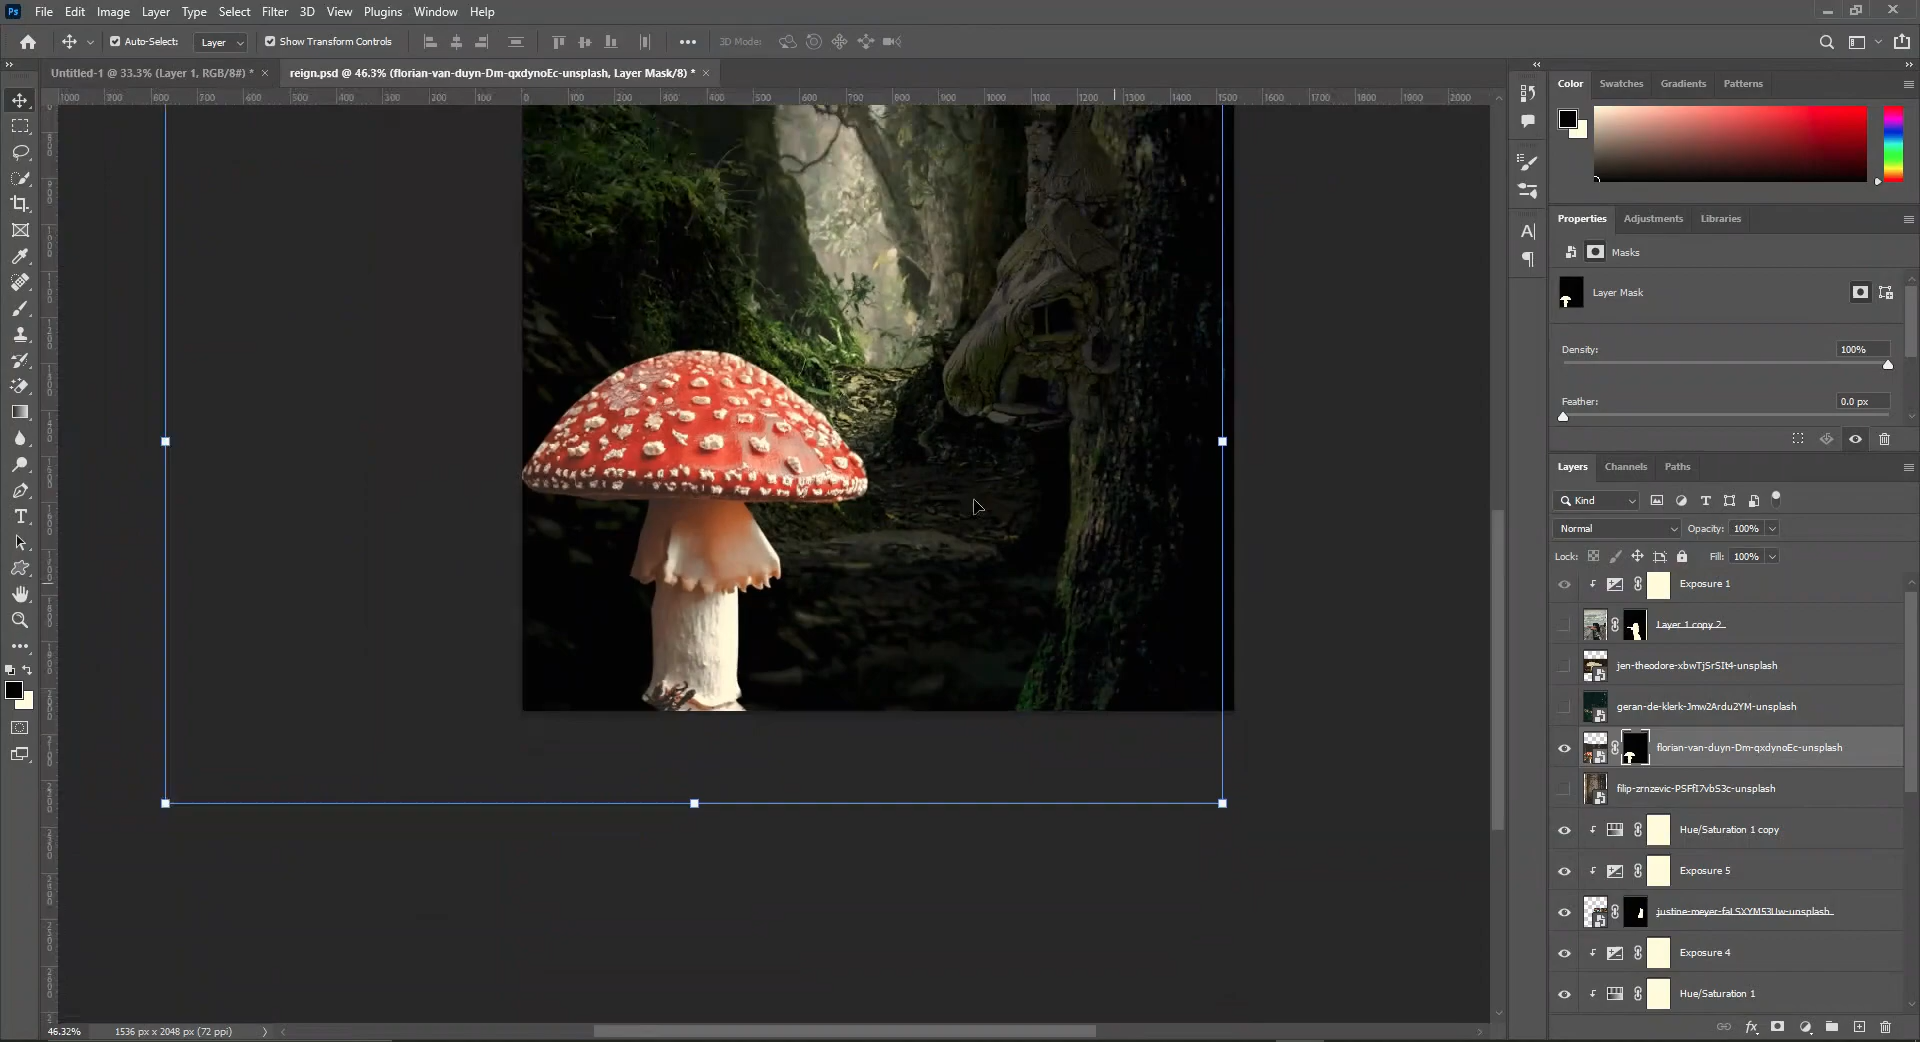 Ps File Edit Image Layer Type Select Filter 3D View Plugins Window Help
Auto-Select: Layer Show Transform Controls 3D Mode:
Untitled-1 @ 33.3% (Layer 1, RGB/8#) * × reign.psd @ 46.3% (florian-van-duyn-Dm-qxdynoEc-unsplash, Layer Mask/8) * ×
Color Swatches Gradients Patterns
Properties Adjustments Libraries
Masks
Layer Mask
Density: 100%
Feather: 0.0 px
Layers Channels Paths
Kind
Normal Opacity: 100%
Lock: Fill: 100%
Exposure 1
Layer 1 copy 2
jen-theodore-xbwTjSrSIt4-unsplash
geran-de-klerk-Jmw2Ardu2YM-unsplash
florian-van-duyn-Dm-qxdynoEc-unsplash
filip-zrnzevic-PSFfI7vbS3c-unsplash
Hue/Saturation 1 copy
Exposure 5
justine-meyer-faLSXYM53Uw-unsplash
Exposure 4
Hue/Saturation 1
46.32% 1536 px x 2048 px (72 ppi)